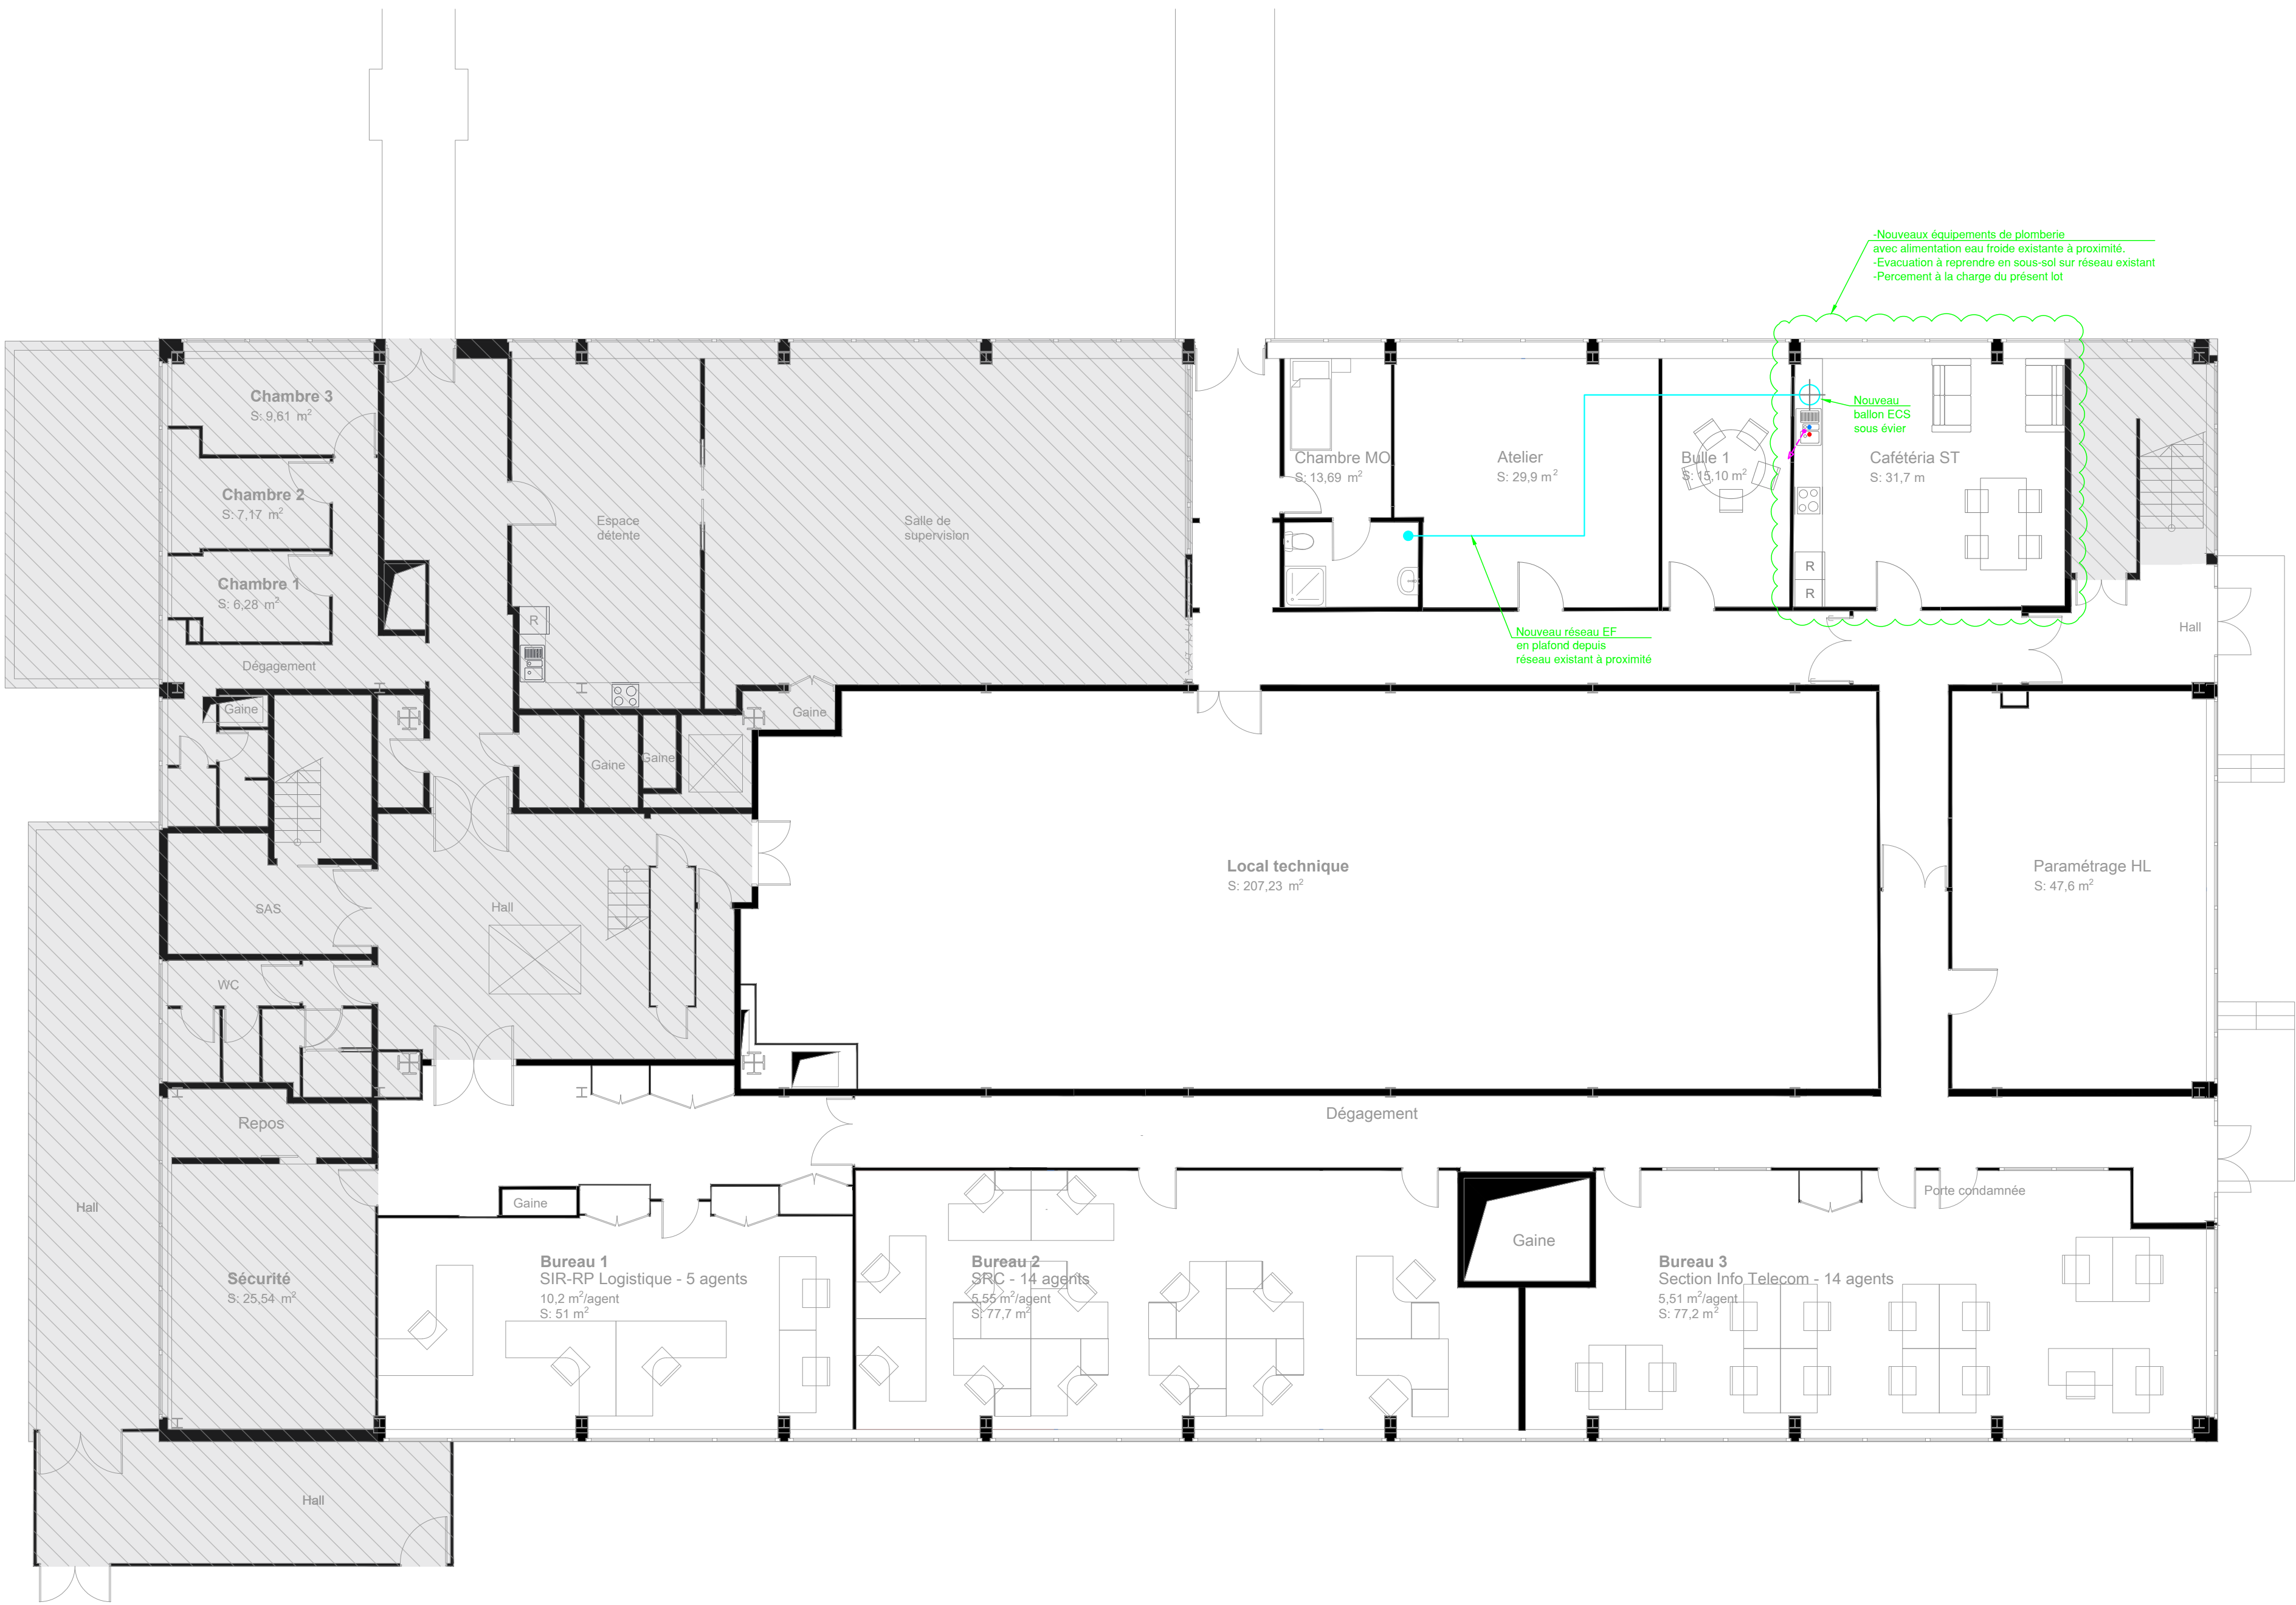 -Nouveaux équipements de plomberie
avec alimentation eau froide existante à proximité.
-Evacuation à reprendre en sous-sol sur réseau existant
-Percement à la charge du présent lot
Chambre 3
S: 9,61 m²
Nouveau
ballon ECS
sous évier
Chambre MO
S: 13,69 m²
Atelier
S: 29,9 m²
Bulle 1
S: 15,10 m²
Cafétéria ST
S: 31,7 m
Chambre 2
S: 7,17 m²
Espace
détente
Salle de
supervision
Chambre 1
S: 6,28 m²
R
R
R
Nouveau réseau EF
en plafond depuis
réseau existant à proximité
Hall
Dégagement
Gaine
Gaine
Gaine
Gaine
Local technique
S: 207,23 m²
Paramétrage HL
S: 47,6 m²
SAS
Hall
WC
Dégagement
Repos
Hall
Gaine
Porte condamnée
Sécurité
S: 25,54 m²
Bureau 1
SIR-RP Logistique - 5 agents
10,2 m²/agent
S: 51 m²
Bureau 2
SRC - 14 agents
5,55 m²/agent
S: 77,7 m²
Gaine
Bureau 3
Section Info Telecom - 14 agents
5,51 m²/agent
S: 77,2 m²
Hall